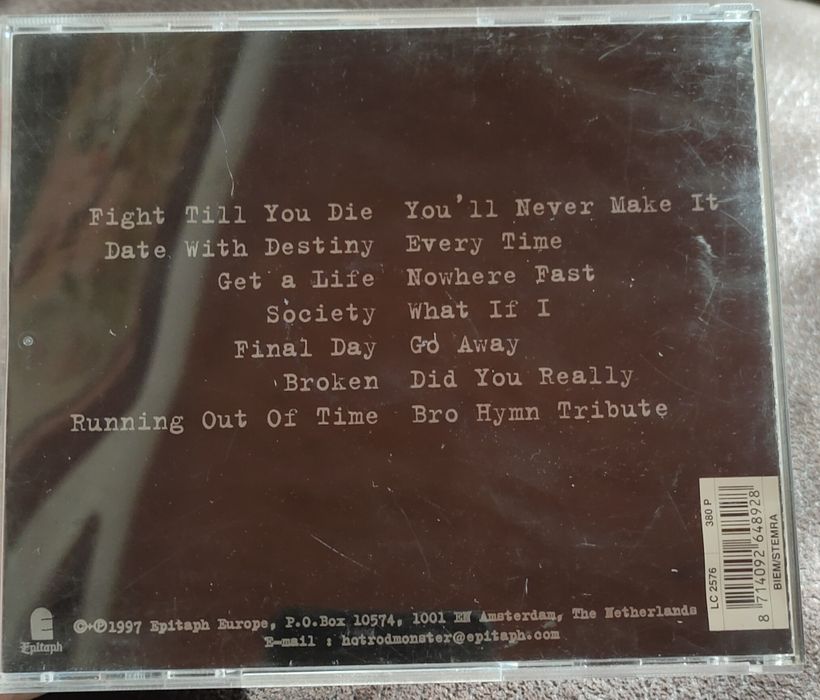 Fight Till You Die You'll Never Make It
Date With Destiny Every Time
Get a Life Nowhere Fast
Society What If I
Final Day Go Away
Broken Did You Really
Running Out Of Time Bro Hymn Tribute
380 P
LC 2576
8 714092 648928
BIEM/STEMRA
Epitaph
©+℗1997 Epitaph Europe, P.O.Box 10574, 1001 EN Amsterdam, The Netherlands
E-mail : hotrodmonster@epitaph.com